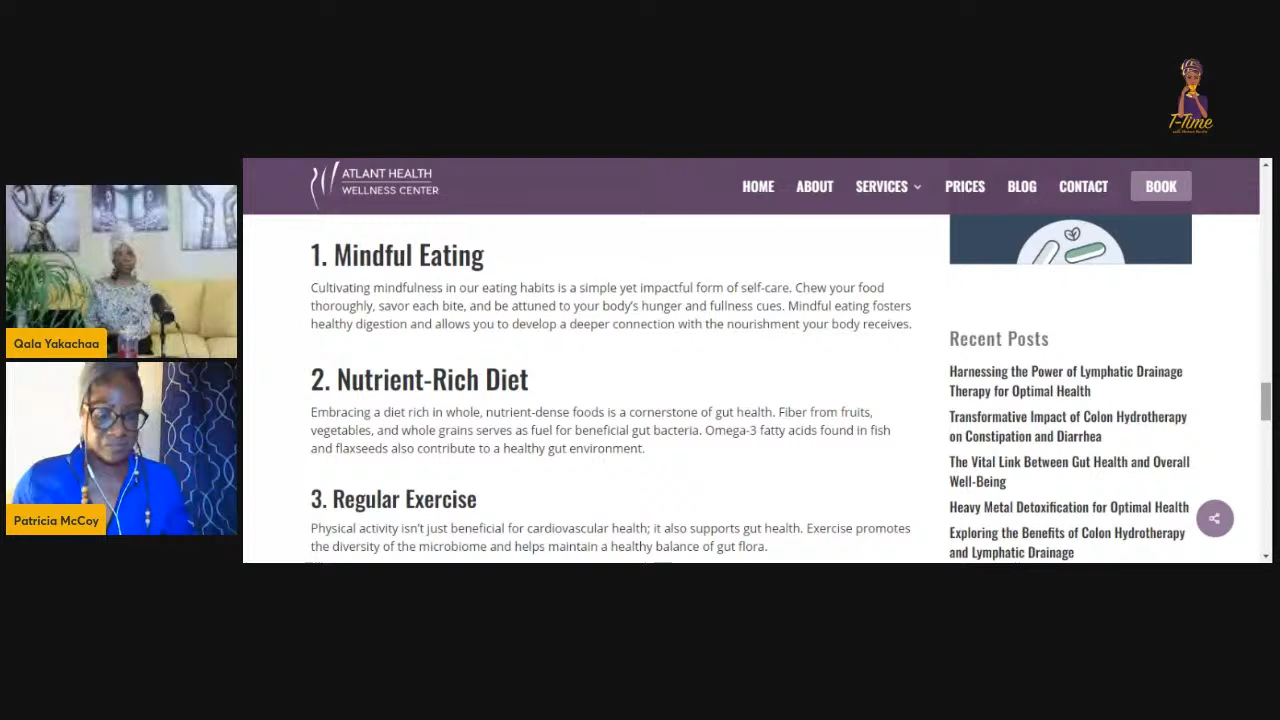 T-Time
ATLANT HEALTH
WELLNESS CENTER
HOME
ABOUT
SERVICES
PRICES
BLOG
CONTACT
BOOK
Qala Yakachaa
Patricia McCoy
1. Mindful Eating
Cultivating mindfulness in our eating habits is a simple yet impactful form of self-care. Chew your food
thoroughly, savor each bite, and be attuned to your body's hunger and fullness cues. Mindful eating fosters
healthy digestion and allows you to develop a deeper connection with the nourishment your body receives.
2. Nutrient-Rich Diet
Embracing a diet rich in whole, nutrient-dense foods is a cornerstone of gut health. Fiber from fruits,
vegetables, and whole grains serves as fuel for beneficial gut bacteria. Omega-3 fatty acids found in fish
and flaxseeds also contribute to a healthy gut environment.
3. Regular Exercise
Physical activity isn't just beneficial for cardiovascular health; it also supports gut health. Exercise promotes
the diversity of the microbiome and helps maintain a healthy balance of gut flora.
Recent Posts
Harnessing the Power of Lymphatic Drainage
Therapy for Optimal Health
Transformative Impact of Colon Hydrotherapy
on Constipation and Diarrhea
The Vital Link Between Gut Health and Overall
Well-Being
Heavy Metal Detoxification for Optimal Health
Exploring the Benefits of Colon Hydrotherapy
and Lymphatic Drainage